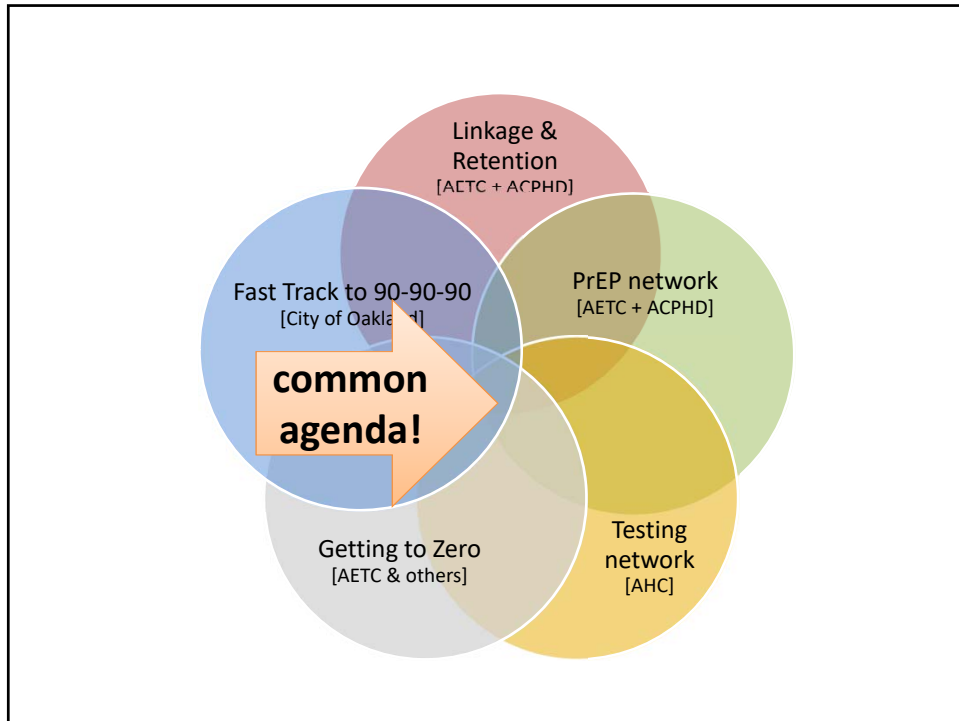 Linkage &
Retention
[AETC + ACPHD]
PrEP network
[AETC + ACPHD]
Fast Track to 90-90-90
[City of Oakland]
common
agenda!
Getting to Zero
[AETC & others]
Testing
network
[AHC]